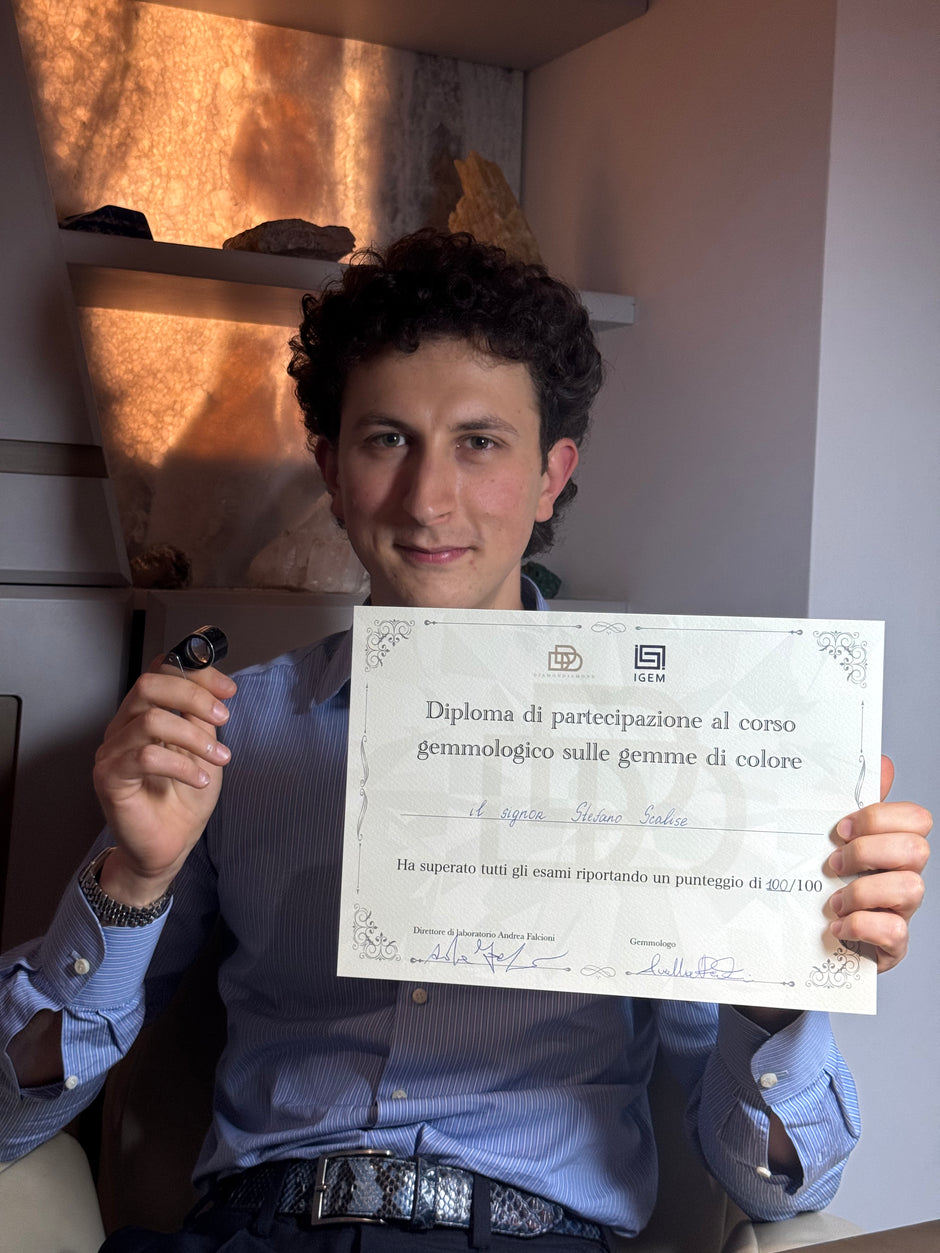 DIAMONDIAMOND
IGEM
Diploma di partecipazione al corso
gemmologico sulle gemme di colore
il signor Stefano Scalise
Ha superato tutti gli esami riportando un punteggio di 100/100
Direttore di laboratorio Andrea Falcioni
Gemmologo